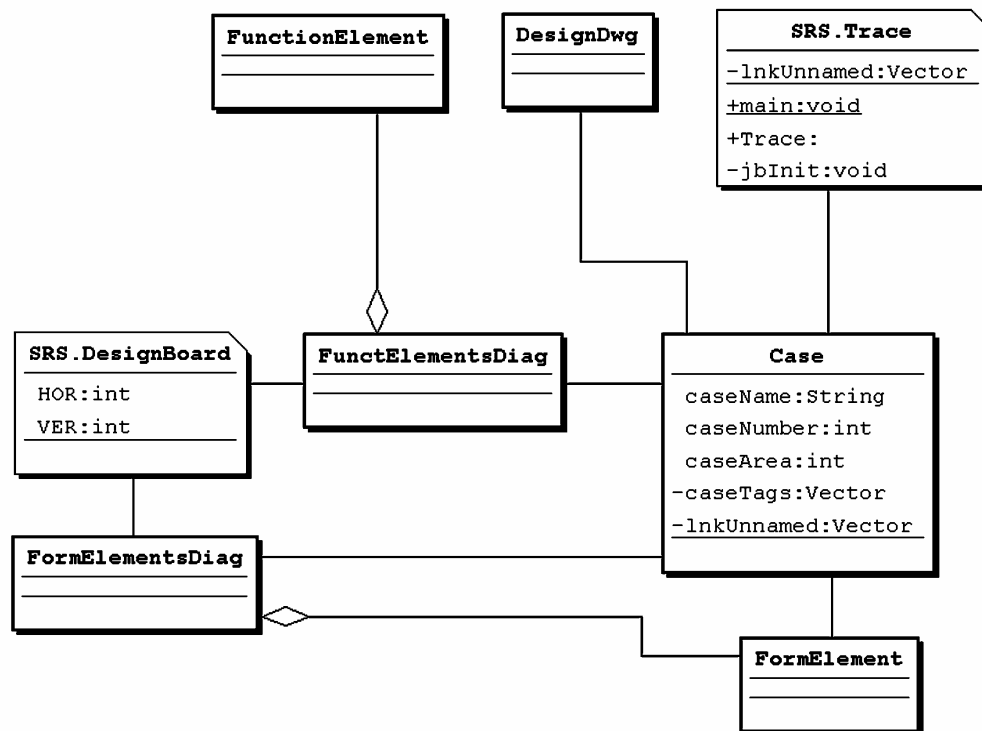 FunctionElement
DesignDwg
SRS.Trace
-lnkUnnamed:Vector
+main:void
+Trace:
-jbInit:void
SRS.DesignBoard
HOR:int
VER:int
FunctElementsDiag
Case
caseName:String
caseNumber:int
caseArea:int
-caseTags:Vector
-lnkUnnamed:Vector
FormElementsDiag
FormElement